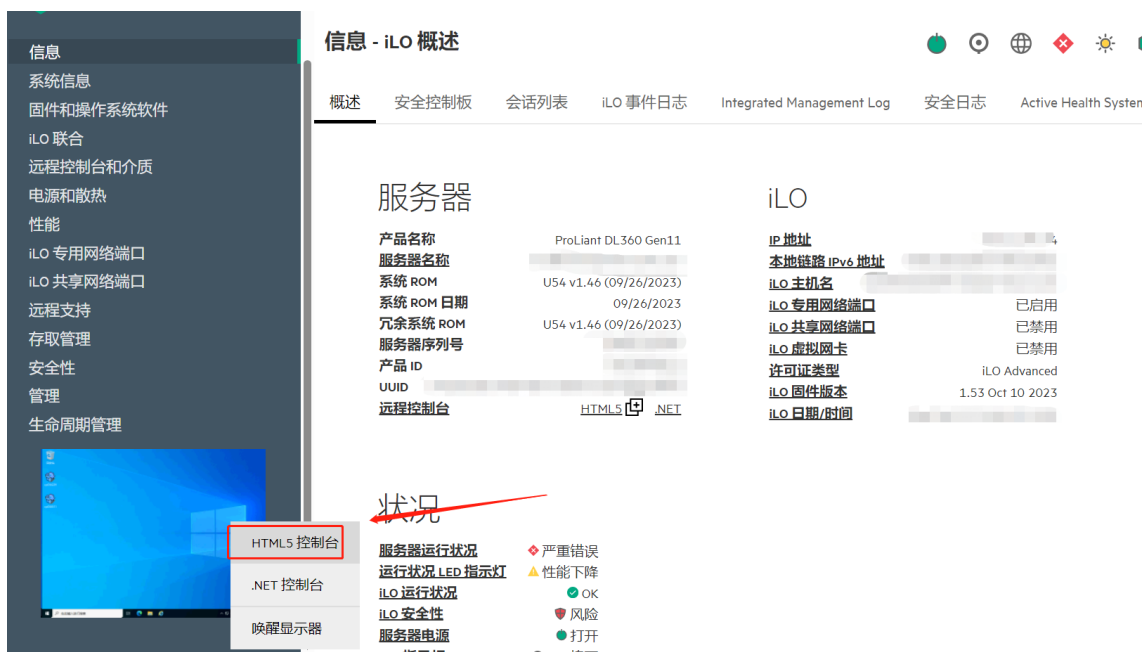 信息
系统信息
固件和操作系统软件
iLO 联合
远程控制台和介质
电源和散热
性能
iLO 专用网络端口
iLO 共享网络端口
远程支持
存取管理
安全性
管理
生命周期管理
HTML5 控制台
.NET 控制台
唤醒显示器
信息 - iLO 概述
概述 安全控制板 会话列表 iLO 事件日志 Integrated Management Log 安全日志 Active Health System
服务器
产品名称 ProLiant DL360 Gen11
服务器名称
系统 ROM U54 v1.46 (09/26/2023)
系统 ROM 日期 09/26/2023
冗余系统 ROM U54 v1.46 (09/26/2023)
服务器序列号
产品 ID
UUID
远程控制台 HTML5 .NET
iLO
IP 地址
本地链路 IPv6 地址
iLO 主机名
iLO 专用网络端口 已启用
iLO 共享网络端口 已禁用
iLO 虚拟网卡 已禁用
许可证类型 iLO Advanced
iLO 固件版本 1.53 Oct 10 2023
iLO 日期/时间
状况
服务器运行状况 严重错误
运行状况 LED 指示灯 性能下降
iLO 运行状况 OK
iLO 安全性 风险
服务器电源 打开